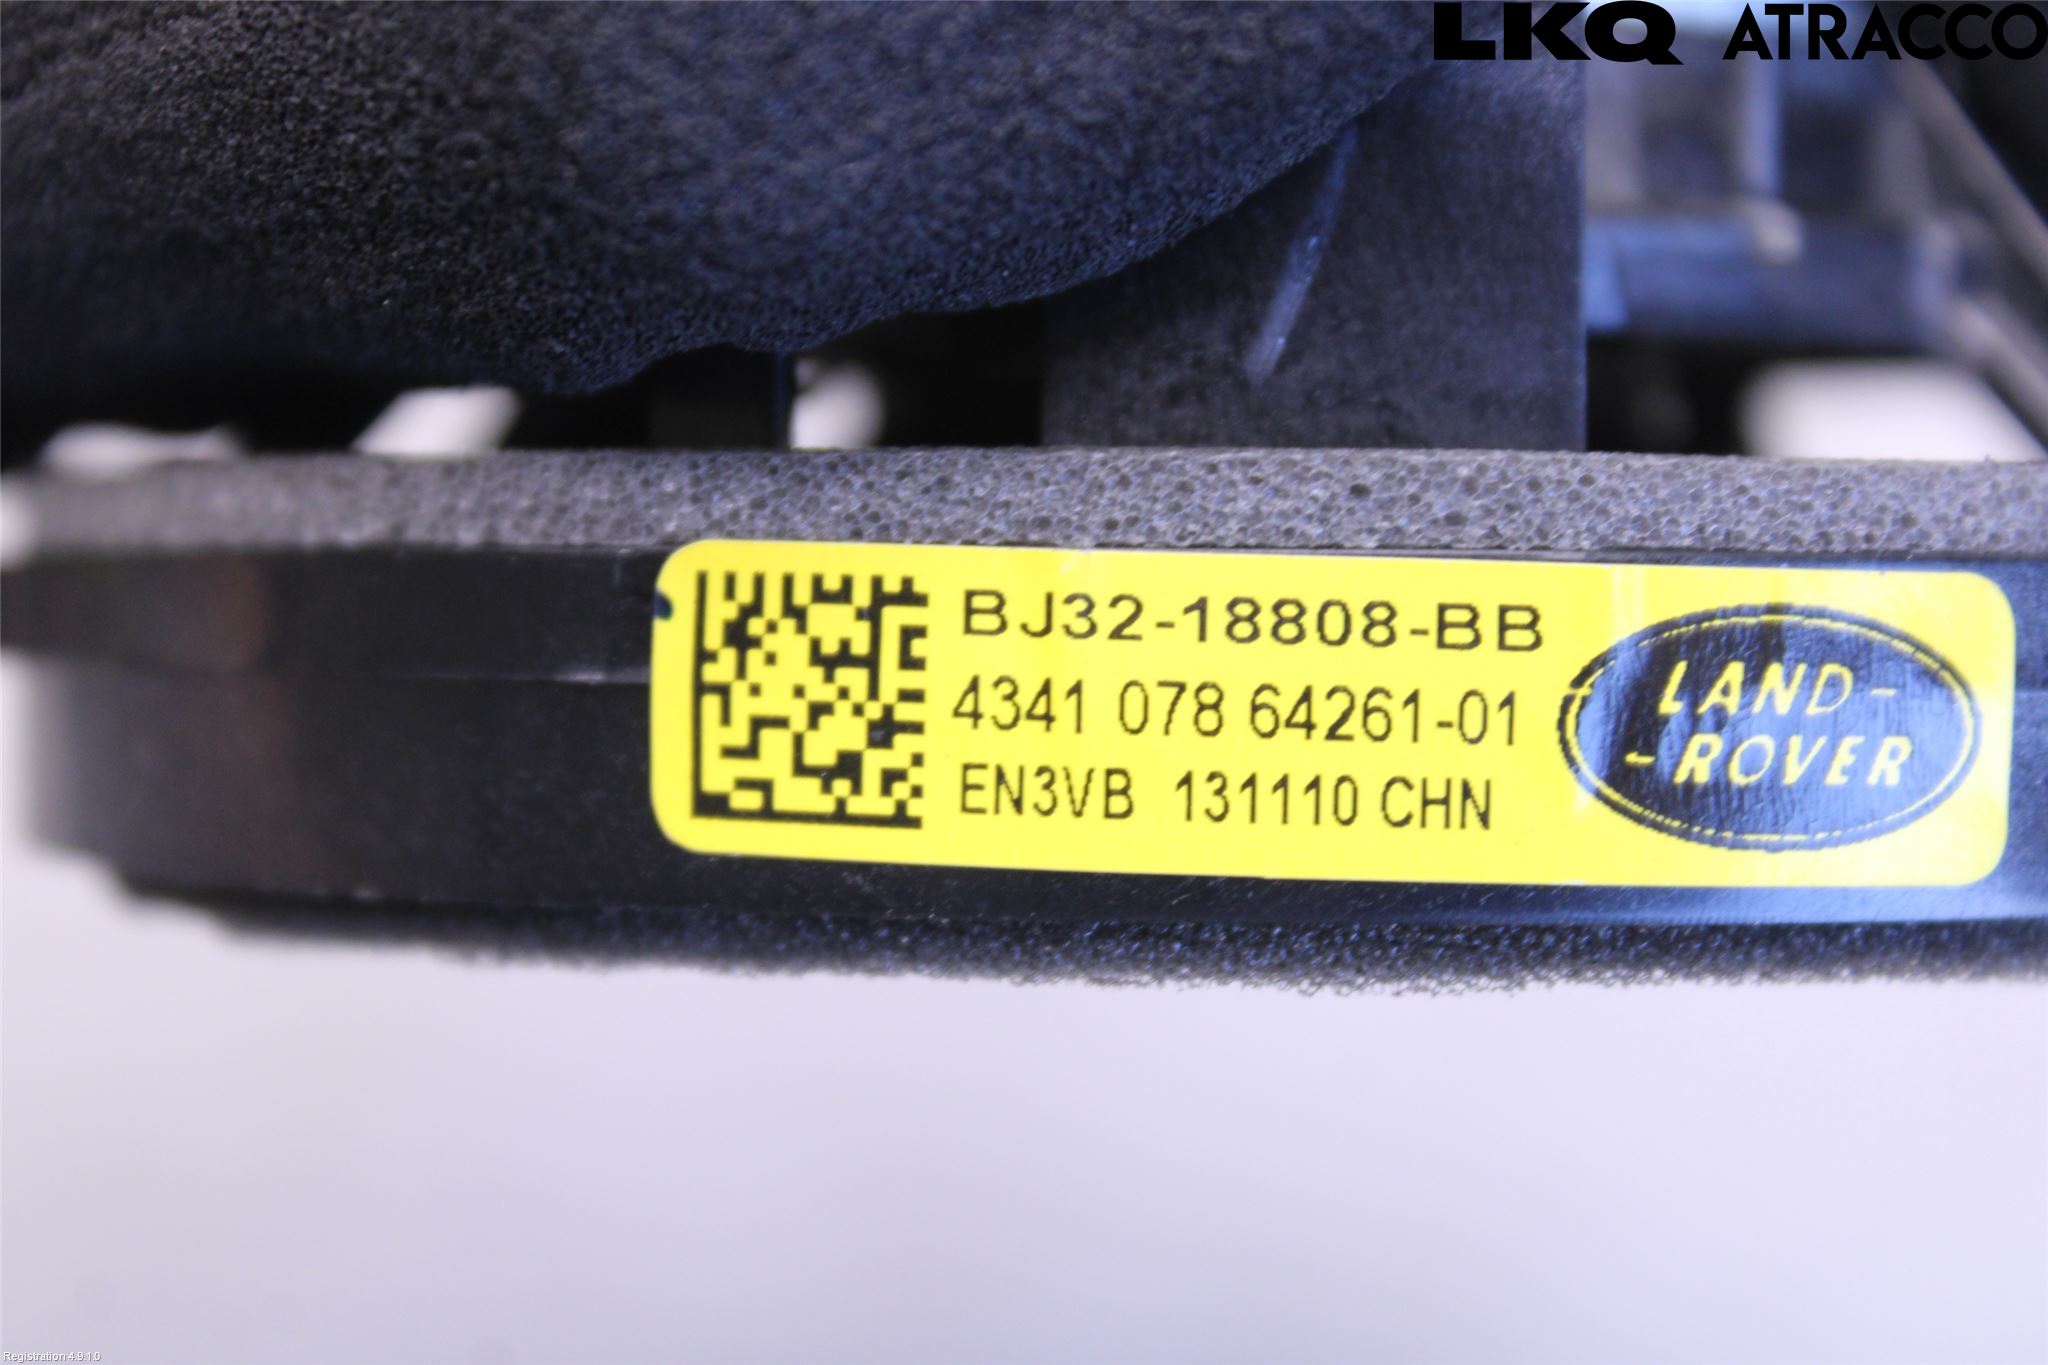 LKQ ATRACCO
BJ32-18808-BB
4341 078 64261-01
EN3VB 131110 CHN
LAND-
-ROVER
Registration 4.9.1.0